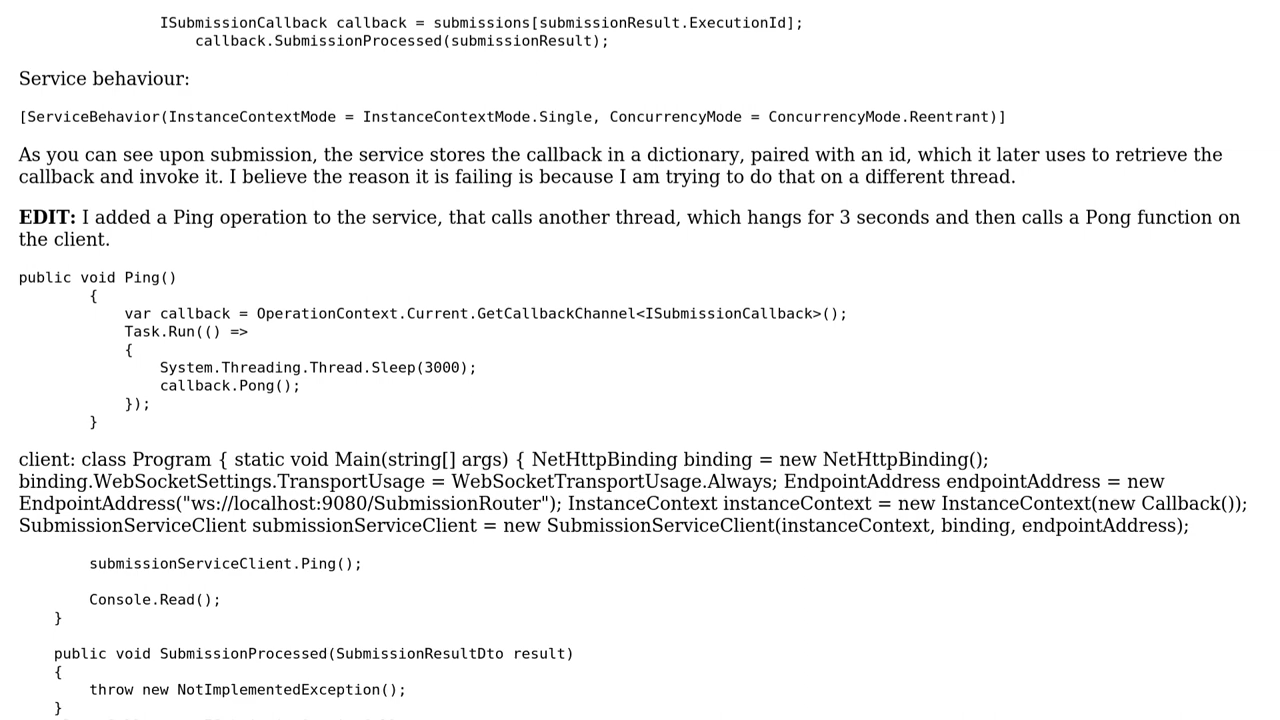 ISubmissionCallback callback = submissions[submissionResult.ExecutionId];
callback.SubmissionProcessed(submissionResult);
Service behaviour:
[ServiceBehavior(InstanceContextMode = InstanceContextMode.Single, ConcurrencyMode = ConcurrencyMode.Reentrant)]
As you can see upon submission, the service stores the callback in a dictionary, paired with an id, which it later uses to retrieve the
callback and invoke it. I believe the reason it is failing is because I am trying to do that on a different thread.
EDIT: I added a Ping operation to the service, that calls another thread, which hangs for 3 seconds and then calls a Pong function on
the client.
public void Ping()
{
var callback = OperationContext.Current.GetCallbackChannel<ISubmissionCallback>();
Task.Run(() =>
{
System.Threading.Thread.Sleep(3000);
callback.Pong();
});
}
client: class Program { static void Main(string[] args) { NetHttpBinding binding = new NetHttpBinding();
binding.WebSocketSettings.TransportUsage = WebSocketTransportUsage.Always; EndpointAddress endpointAddress = new
EndpointAddress("ws://localhost:9080/SubmissionRouter"); InstanceContext instanceContext = new InstanceContext(new Callback());
SubmissionServiceClient submissionServiceClient = new SubmissionServiceClient(instanceContext, binding, endpointAddress);
submissionServiceClient.Ping();
Console.Read();
}
public void SubmissionProcessed(SubmissionResultDto result)
{
throw new NotImplementedException();
}